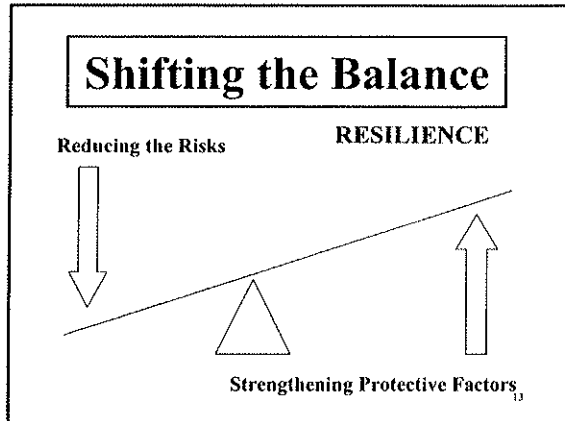 Shifting the Balance
RESILIENCE
Reducing the Risks
Strengthening Protective Factors
13